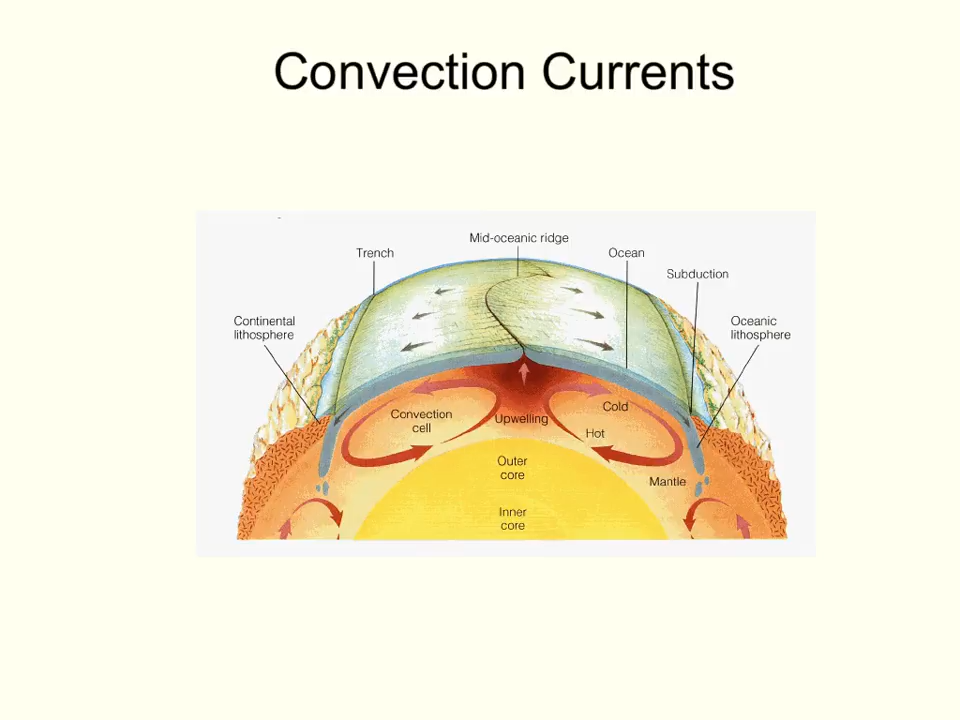 Convection Currents
Mid-oceanic ridge
Trench
Ocean
Subduction
Continental
lithosphere
Oceanic
lithosphere
Convection
cell
Upwelling
Cold
Hot
Outer
core
Mantle
Inner
core